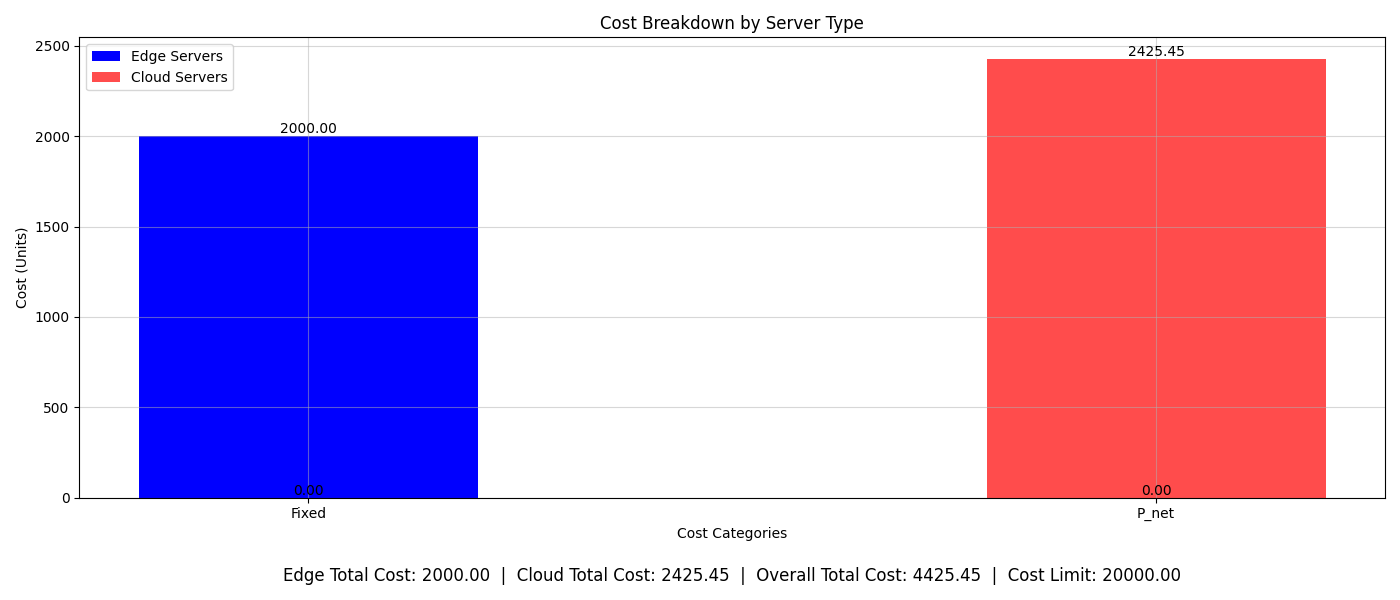 Cost Breakdown by Server Type
Edge Servers
Cloud Servers
2500
2000
1500
1000
500
0
Cost (Units)
2000.00
0.00
2425.45
0.00
Fixed
P_net
Cost Categories
Edge Total Cost: 2000.00 | Cloud Total Cost: 2425.45 | Overall Total Cost: 4425.45 | Cost Limit: 20000.00